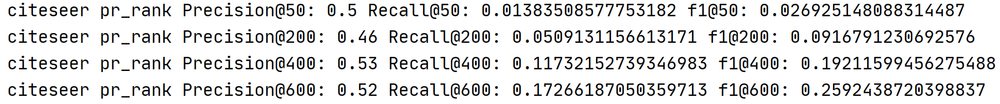 citeseer pr_rank Precision@50: 0.5 Recall@50: 0.01383508577753182 f1@50: 0.026925148088314487
citeseer pr_rank Precision@200: 0.46 Recall@200: 0.0509131156613171 f1@200: 0.0916791230692576
citeseer pr_rank Precision@400: 0.53 Recall@400: 0.11732152739346983 f1@400: 0.19211599456275488
citeseer pr_rank Precision@600: 0.52 Recall@600: 0.17266187050359713 f1@600: 0.2592438720398837